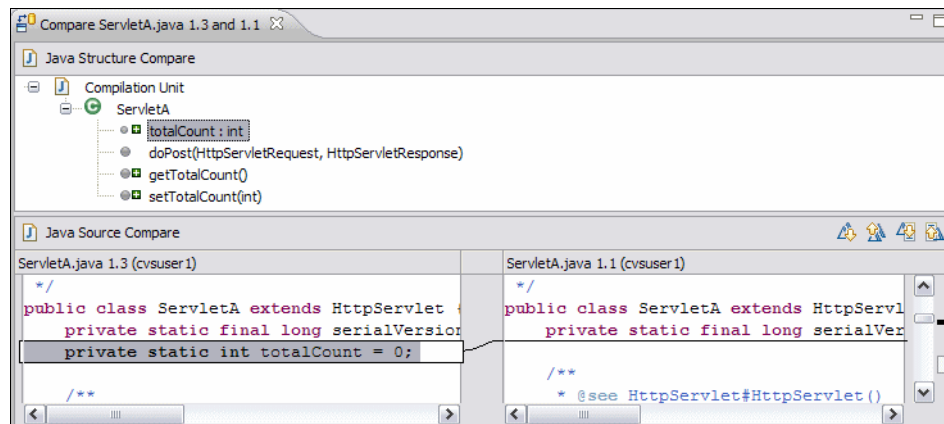 Compare ServletA.java 1.3 and 1.1
Java Structure Compare
Compilation Unit
ServletA
totalCount : int
doPost(HttpServletRequest, HttpServletResponse)
getTotalCount()
setTotalCount(int)
Java Source Compare
ServletA.java 1.3 (cvsuser1)
*/
public class ServletA extends HttpServlet {
private static final long serialVersion
private static int totalCount = 0;
/**
ServletA.java 1.1 (cvsuser1)
*/
public class ServletA extends HttpServl
private static final long serialVer
/**
* @see HttpServlet#HttpServlet()